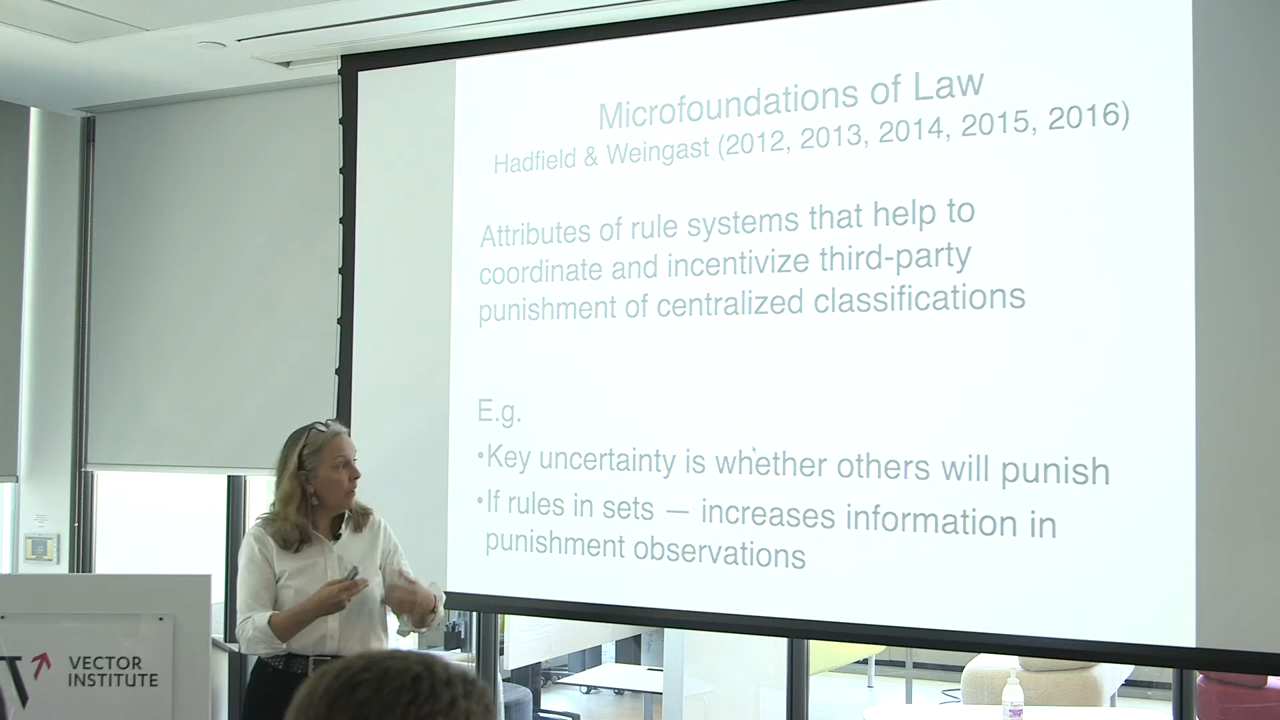 Microfoundations of Law
Hadfield & Weingast (2012, 2013, 2014, 2015, 2016)
Attributes of rule systems that help to
coordinate and incentivize third-party
punishment of centralized classifications
E.g.
•Key uncertainty is whether others will punish
•If rules in sets — increases information in
punishment observations
VECTOR
INSTITUTE